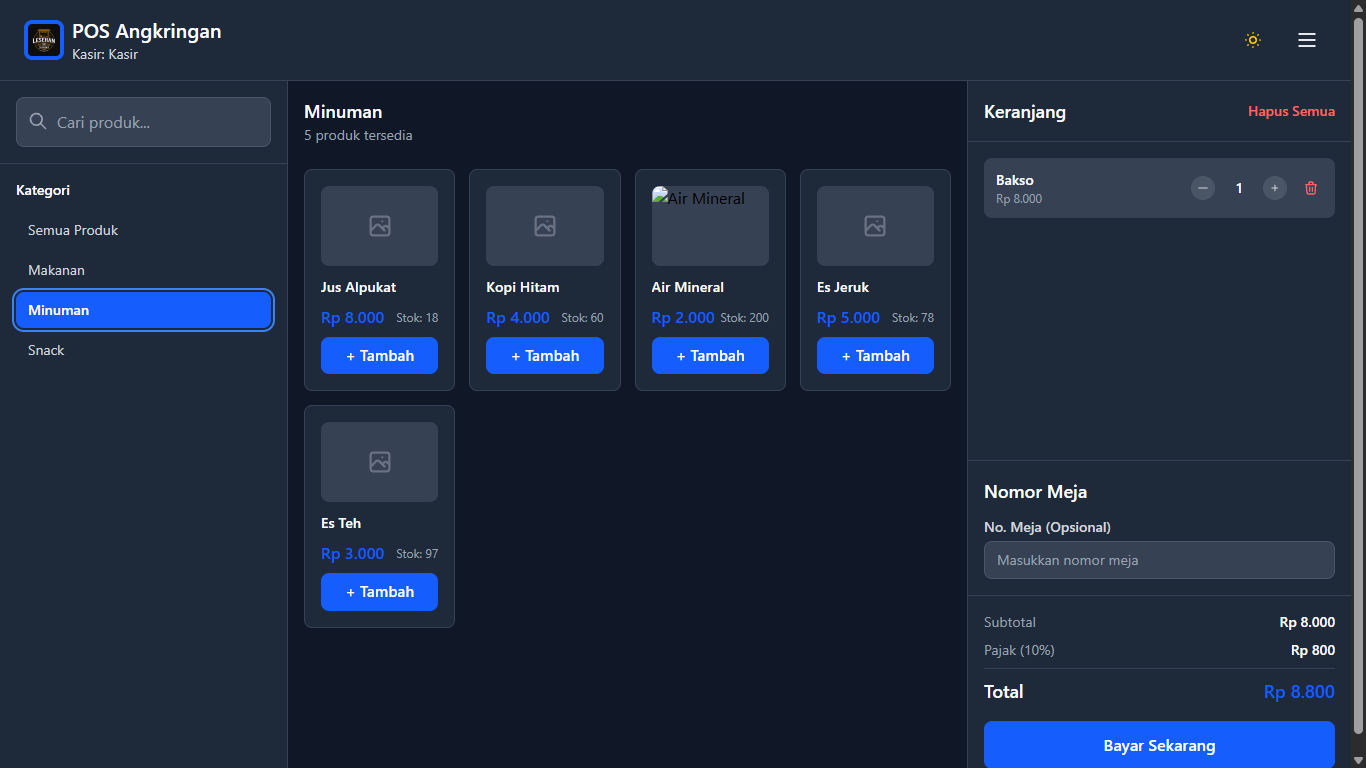 LESEHAN
POS Angkringan
Kasir: Kasir
Cari produk...
Kategori
Semua Produk
Makanan
Minuman
Snack
Minuman
5 produk tersedia
Jus Alpukat
Rp 8.000 Stok: 18
+ Tambah
Kopi Hitam
Rp 4.000 Stok: 60
+ Tambah
Air Mineral
Air Mineral
Rp 2.000 Stok: 200
+ Tambah
Es Jeruk
Rp 5.000 Stok: 78
+ Tambah
Es Teh
Rp 3.000 Stok: 97
+ Tambah
Keranjang Hapus Semua
Bakso
Rp 8.000
− 1 +
Nomor Meja
No. Meja (Opsional)
Masukkan nomor meja
Subtotal Rp 8.000
Pajak (10%) Rp 800
Total Rp 8.800
Bayar Sekarang